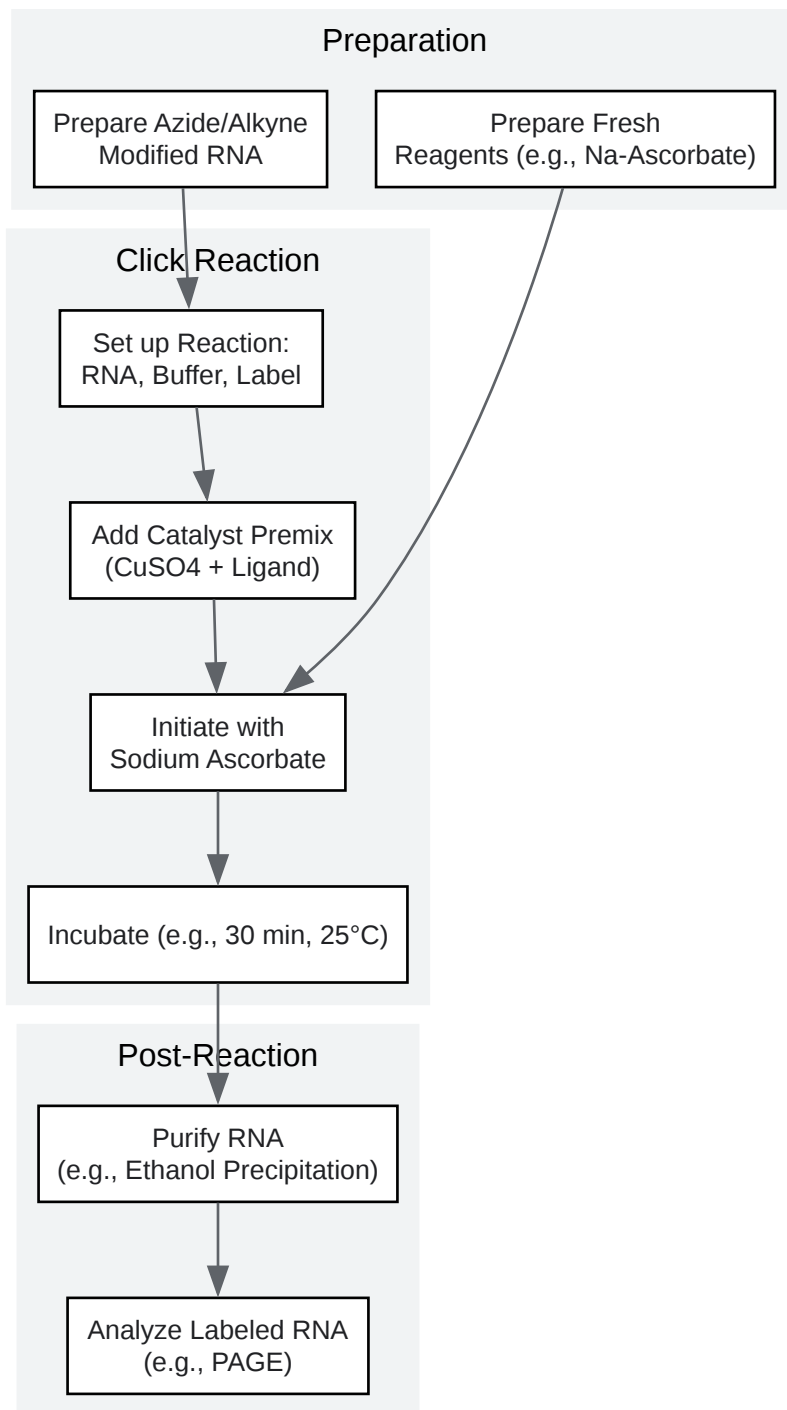 Preparation
Prepare Azide/Alkyne
Modified RNA
Prepare Fresh
Reagents (e.g., Na-Ascorbate)
Click Reaction
Set up Reaction:
RNA, Buffer, Label
Add Catalyst Premix
(CuSO4 + Ligand)
Initiate with
Sodium Ascorbate
Incubate (e.g., 30 min, 25°C)
Post-Reaction
Purify RNA
(e.g., Ethanol Precipitation)
Analyze Labeled RNA
(e.g., PAGE)